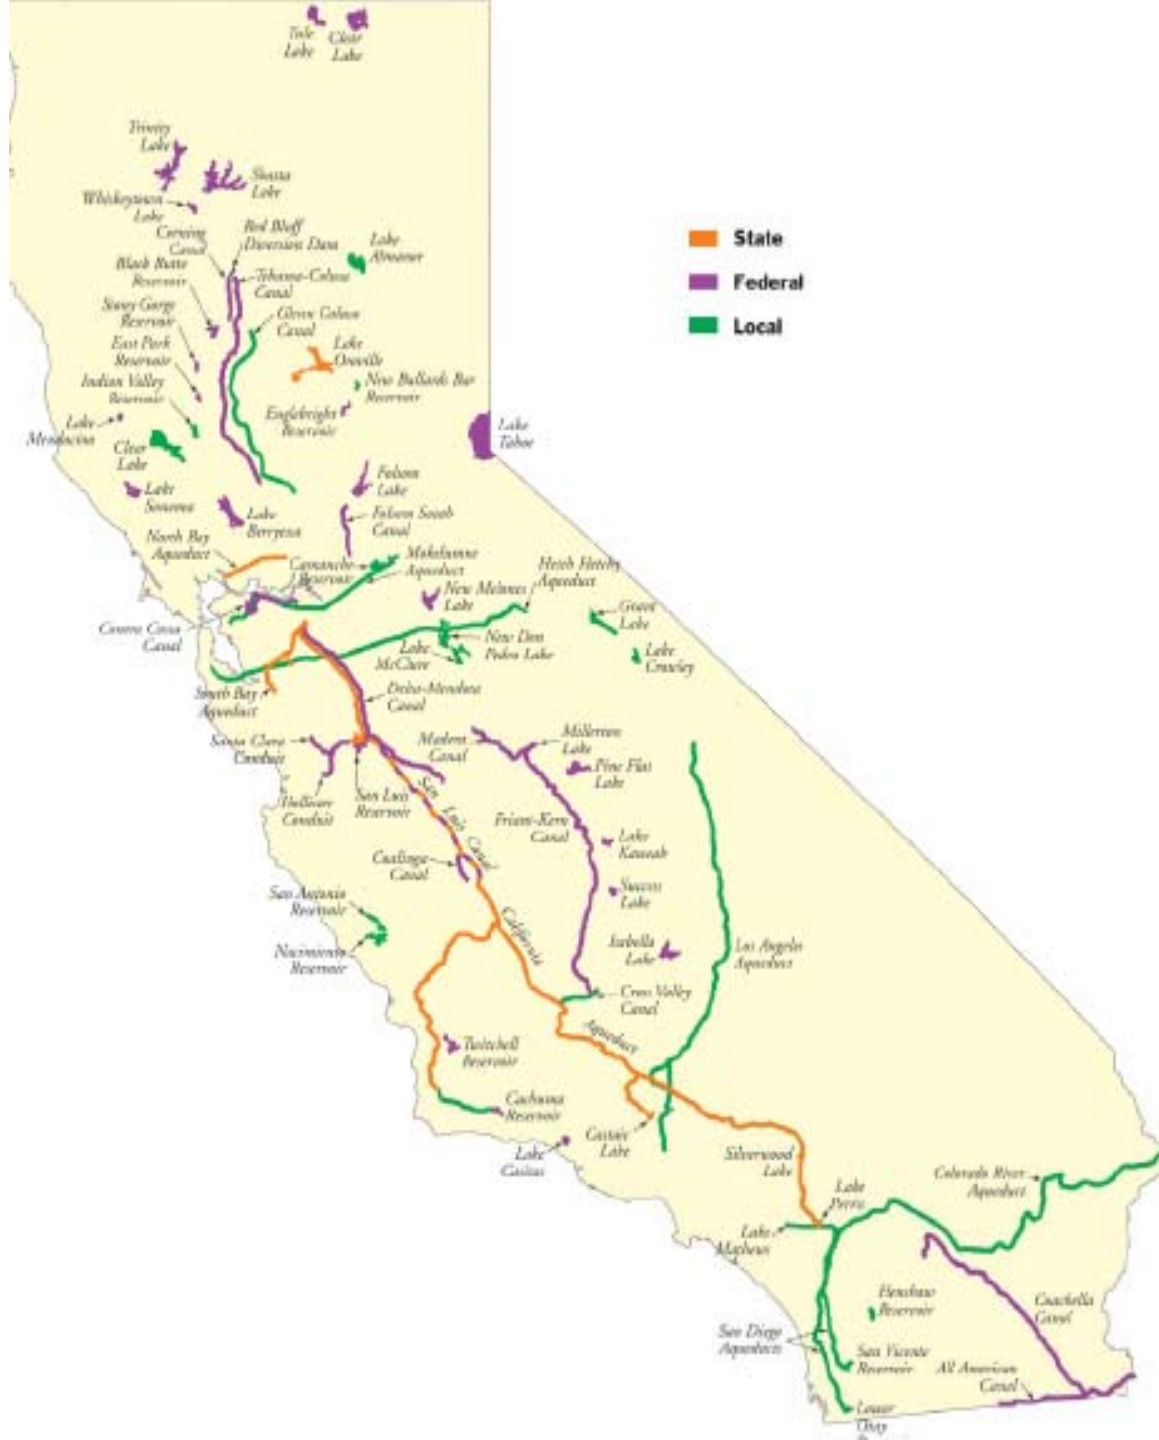 Tule
Lake
Clear
Lake
Trinity
Lake
Shasta
Lake
Whiskeytown
Lake
Corning
Canal
Red Bluff
Diversion Dam
Lake
Almanor
Black Butte
Reservoir
Tehama-Colusa
Canal
State
Federal
Local
Stony Gorge
Reservoir
Glenn Colusa
Canal
East Park
Reservoir
Lake
Oroville
Indian Valley
Reservoir
New Bullards Bar
Reservoir
Englebright
Reservoir
Lake
Mendocino
Clear
Lake
Lake
Tahoe
Lake
Sonoma
Folsom
Lake
Lake
Berryessa
Folsom South
Canal
North Bay
Aqueduct
Camanche
Reservoir
Mokelumne
Aqueduct
Hetch Hetchy
Aqueduct
New Melones
Lake
Grant
Lake
Contra Costa
Canal
New Don
Pedro Lake
Lake
McClure
Lake
Crowley
South Bay
Aqueduct
Delta-Mendota
Canal
Santa Clara
Conduit
Madera
Canal
Millerton
Lake
Pine Flat
Lake
Hollister
Conduit
San Luis
Reservoir
San Luis Canal
Friant-Kern
Canal
Lake
Kaweah
Coalinga
Canal
Success
Lake
San Antonio
Reservoir
California
Aqueduct
Isabella
Lake
Los Angeles
Aqueduct
Nacimiento
Reservoir
Cross Valley
Canal
Twitchell
Reservoir
Cachuma
Reservoir
Castaic
Lake
Lake
Casitas
Silverwood
Lake
Colorado River
Aqueduct
Lake
Perris
Lake
Mathews
Henshaw
Reservoir
Coachella
Canal
San Diego
Aqueducts
San Vicente
Reservoir
All American
Canal
Lower
Otay